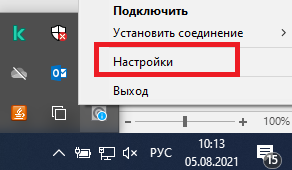 Подключить
Установить соединение
Настройки
Выход
100%
РУС
10:13
05.08.2021
15